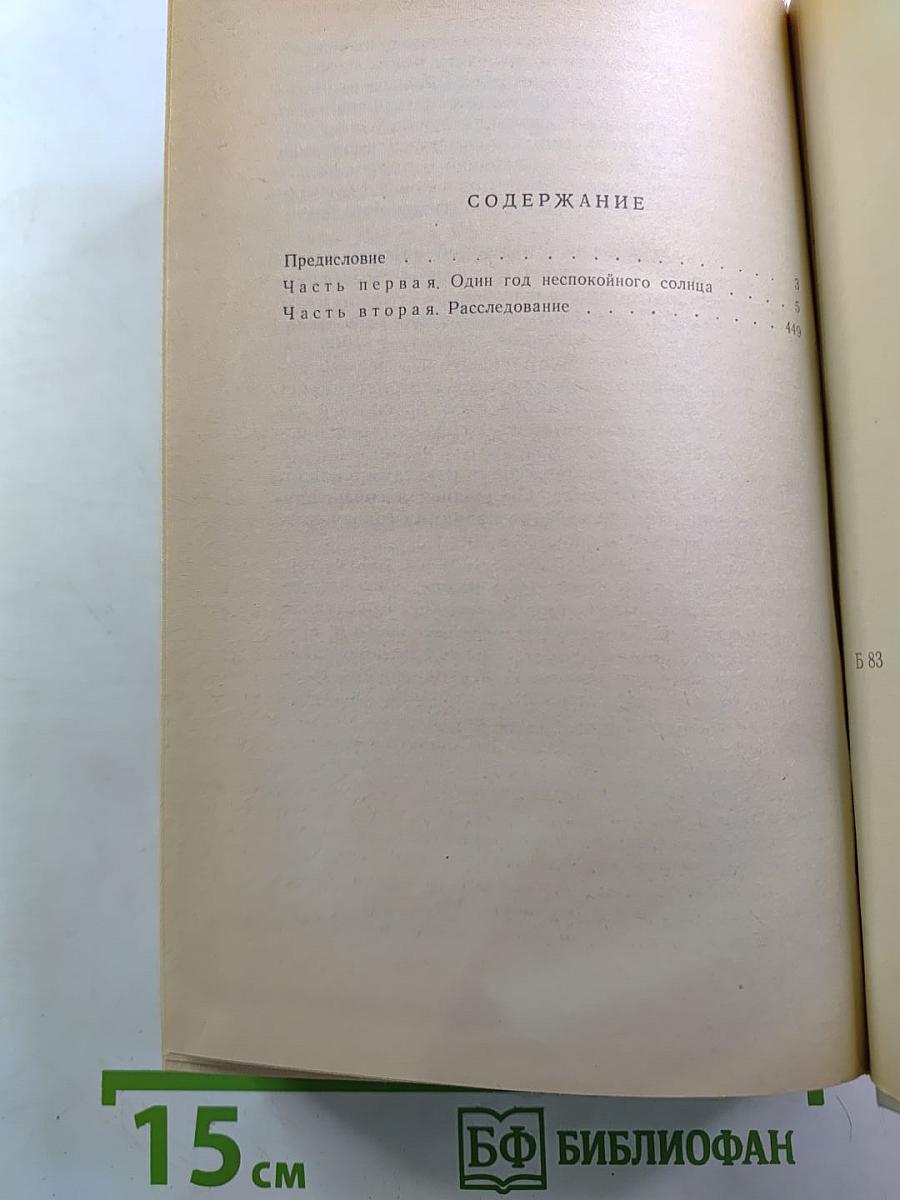 СОДЕРЖАНИЕ
Предисловие . . . . . . . . . . . . . . . . . 3
Часть первая. Один год неспокойного солнца . . . . 5
Часть вторая. Расследование . . . . . . . . . . 449
Б 83
15 см
БФ БИБЛИОФАН